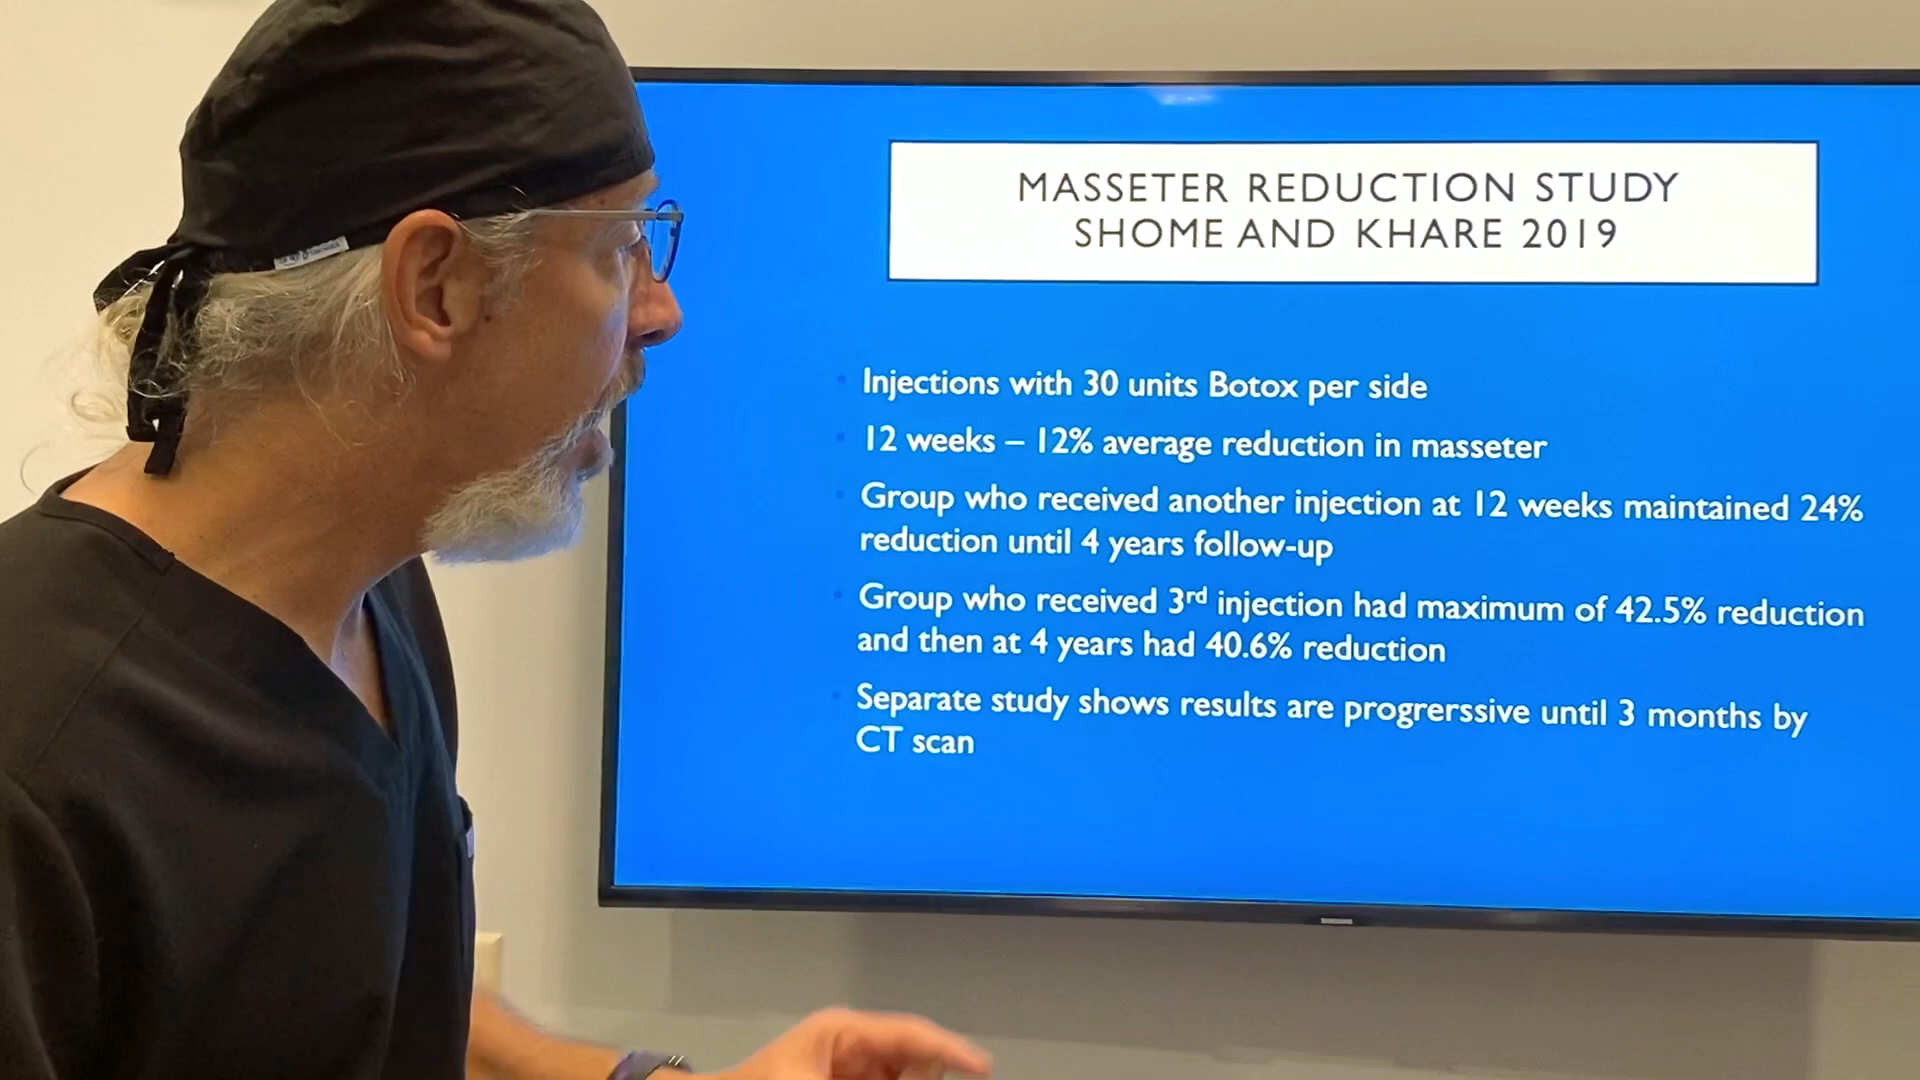 MASSETER REDUCTION STUDY
SHOME AND KHARE 2019
Injections with 30 units Botox per side
12 weeks – 12% average reduction in masseter
Group who received another injection at 12 weeks maintained 24%
reduction until 4 years follow-up
Group who received 3rd injection had maximum of 42.5% reduction
and then at 4 years had 40.6% reduction
Separate study shows results are progrerssive until 3 months by
CT scan